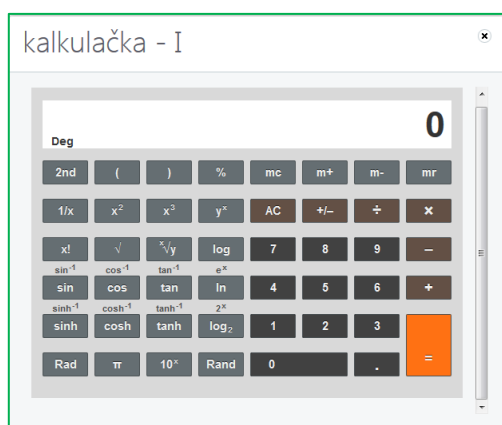 kalkulačka - I
0
Deg
2nd ( ) % mc m+ m- mr
1/x x² x³ yˣ AC +/– ÷ ×
x! √ ˣ√y log 7 8 9 –
sin⁻¹ cos⁻¹ tan⁻¹ eˣ
sin cos tan ln 4 5 6 +
sinh⁻¹ cosh⁻¹ tanh⁻¹ 2ˣ
sinh cosh tanh log₂ 1 2 3
Rad π 10ˣ Rand 0 . =